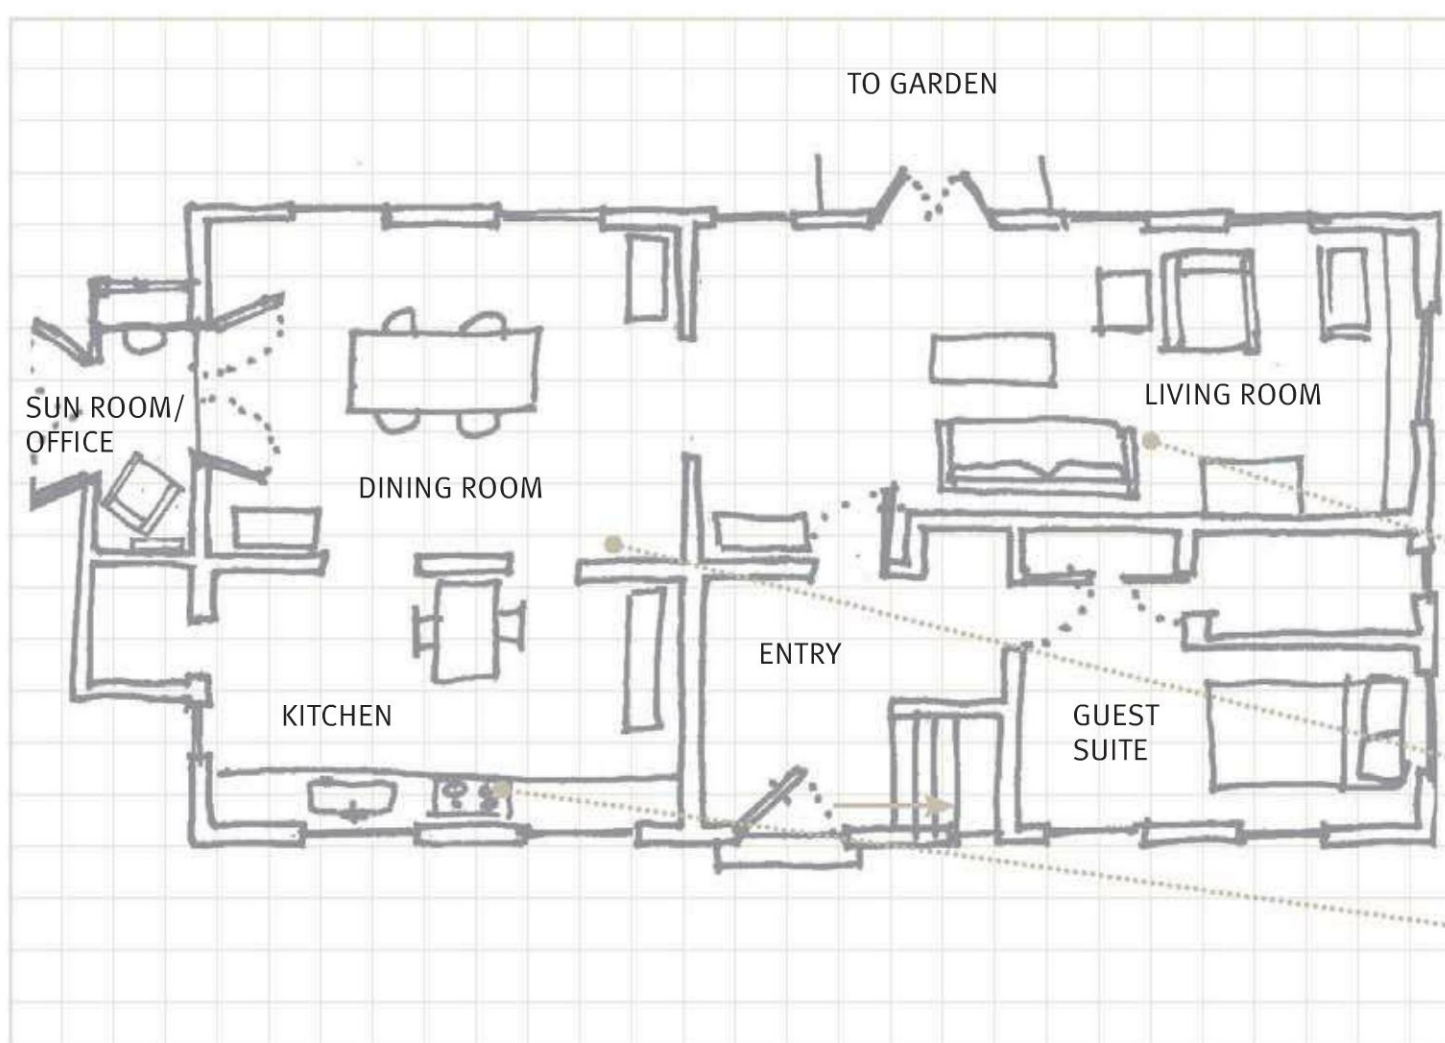 TO GARDEN
SUN ROOM/
OFFICE
LIVING ROOM
DINING ROOM
ENTRY
KITCHEN
GUEST
SUITE